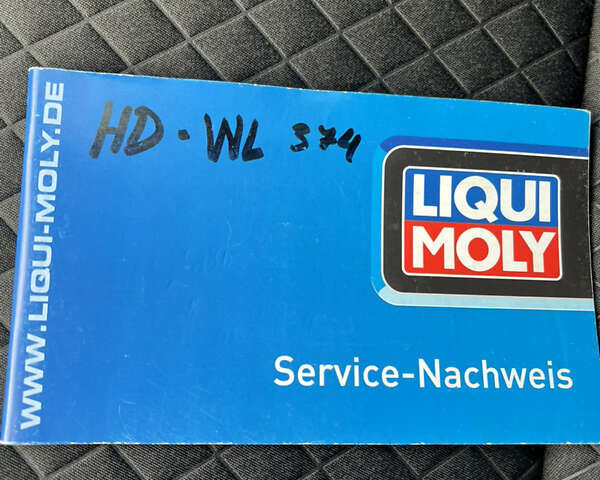 HD - WL 374
LIQUI
MOLY
Service-Nachweis
WWW.LIQUI-MOLY.DE